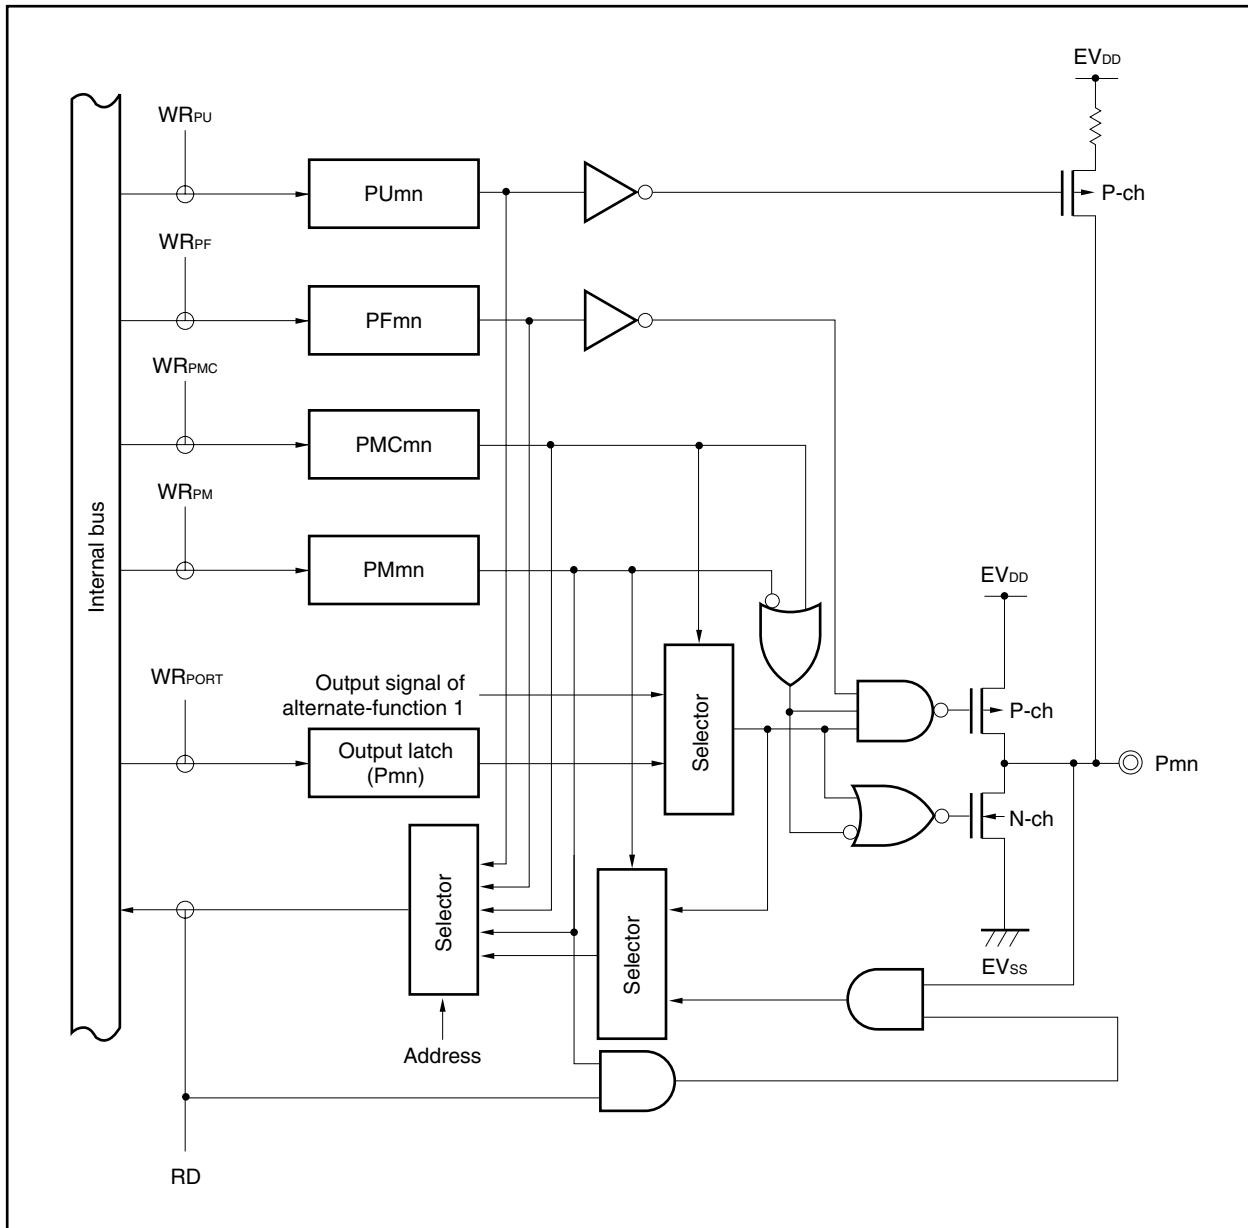 EVDD
WRPU
PUmn
P-ch
WRPF
PFmn
WRPMC
PMCmn
WRPM
PMmn
Internal bus
EVDD
WRPORT
Output signal of
alternate-function 1
Output latch
(Pmn)
Selector
P-ch
Pmn
N-ch
Selector
Selector
EVSS
Address
RD